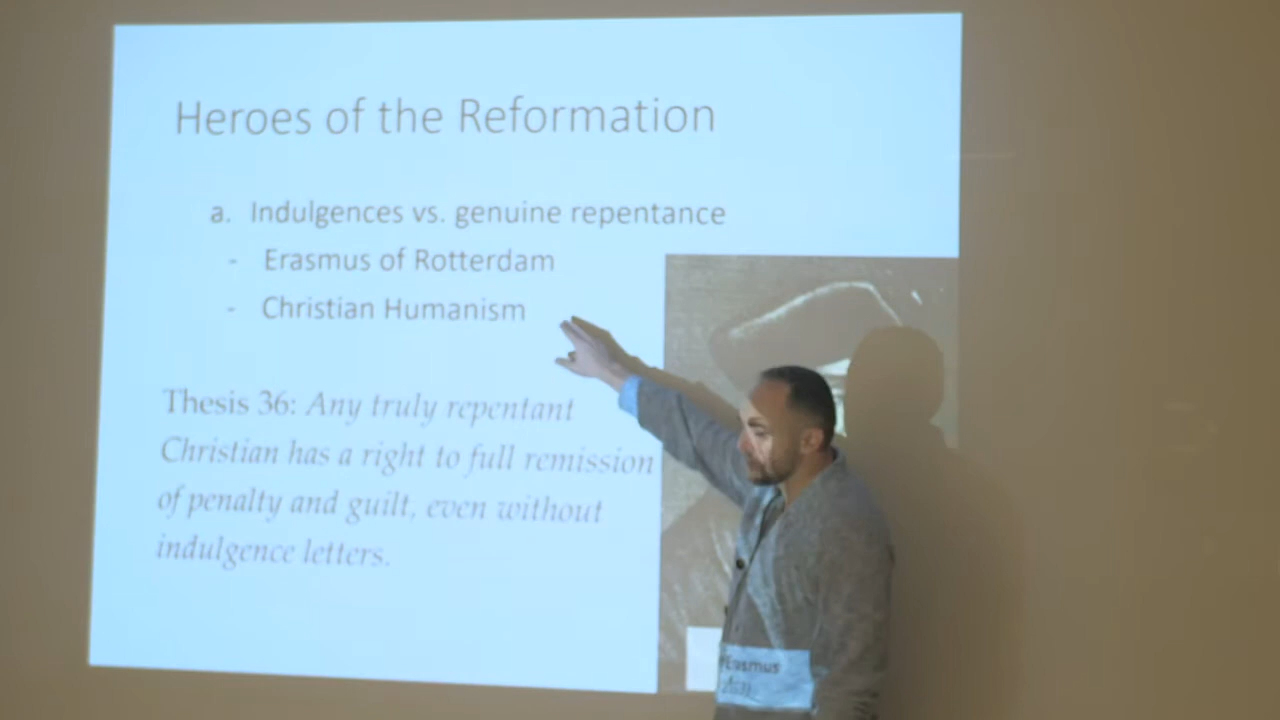 Heroes of the Reformation
a. Indulgences vs. genuine repentance
- Erasmus of Rotterdam
- Christian Humanism
Thesis 36: Any truly repentant
Christian has a right to full remission
of penalty and guilt, even without
indulgence letters.
Erasmus